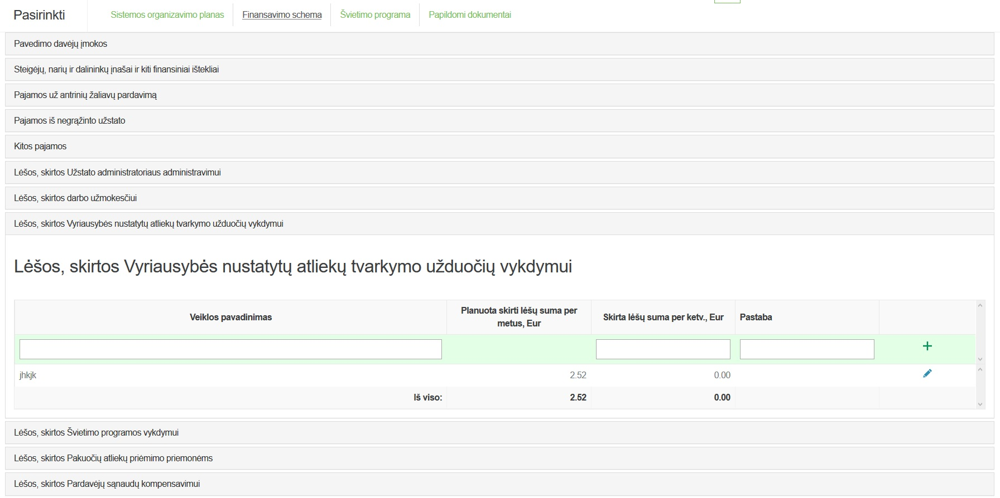 Pasirinkti
Sistemos organizavimo planas
Finansavimo schema
Švietimo programa
Papildomi dokumentai
Pavedimo davėjų įmokos
Steigėjų, narių ir dalininkų įnašai ir kiti finansiniai ištekliai
Pajamos už antrinių žaliavų pardavimą
Pajamos iš negrąžinto užstato
Kitos pajamos
Lėšos, skirtos Užstato administratoriaus administravimui
Lėšos, skirtos darbo užmokesčiui
Lėšos, skirtos Vyriausybės nustatytų atliekų tvarkymo užduočių vykdymui
Lėšos, skirtos Vyriausybės nustatytų atliekų tvarkymo užduočių vykdymui
Veiklos pavadinimas
Planuota skirti lėšų suma per
metus, Eur
Skirta lėšų suma per ketv., Eur
Pastaba
jhkjk
2.52
0.00
Iš viso:
2.52
0.00
Lėšos, skirtos Švietimo programos vykdymui
Lėšos, skirtos Pakuočių atliekų priėmimo priemonėms
Lėšos, skirtos Pardavėjų sąnaudų kompensavimui